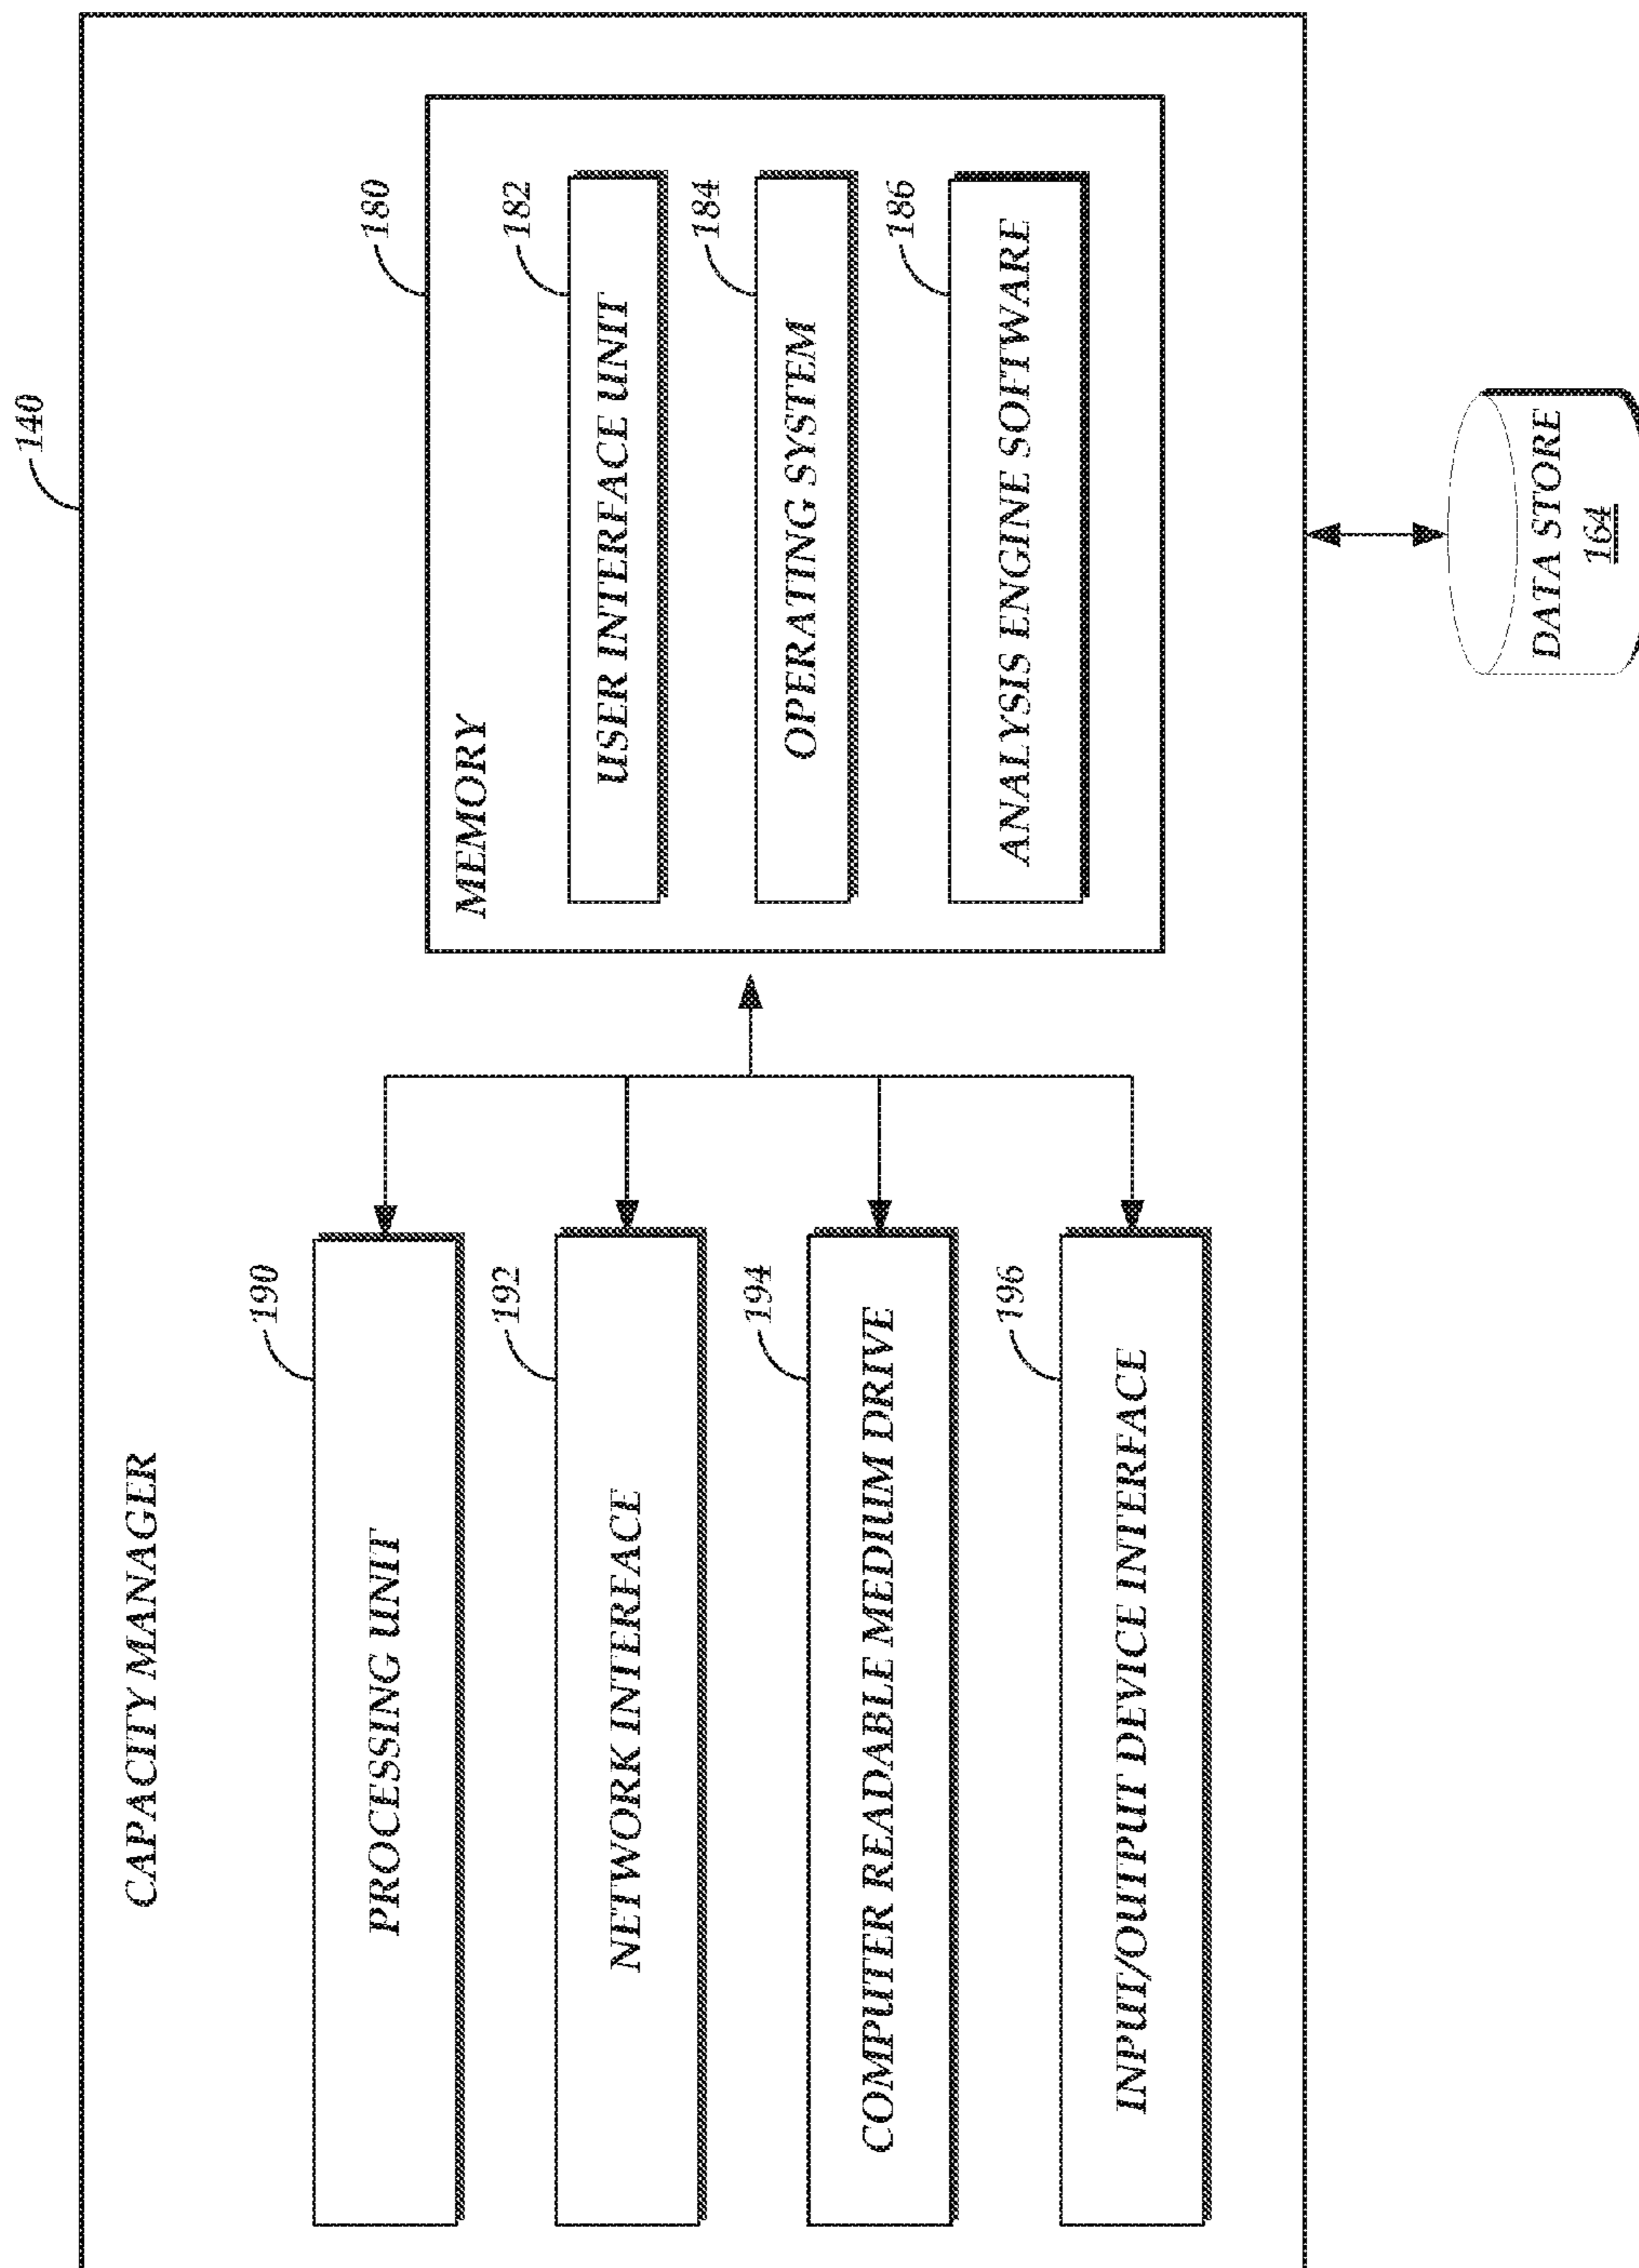 140
CAPACITY MANAGER
190
PROCESSING UNIT
192
NETWORK INTERFACE
194
COMPUTER READABLE MEDIUM DRIVE
196
INPUT/OUTPUT DEVICE INTERFACE
180
MEMORY
182
USER INTERFACE UNIT
184
OPERATING SYSTEM
186
ANALYSIS ENGINE SOFTWARE
DATA STORE
164